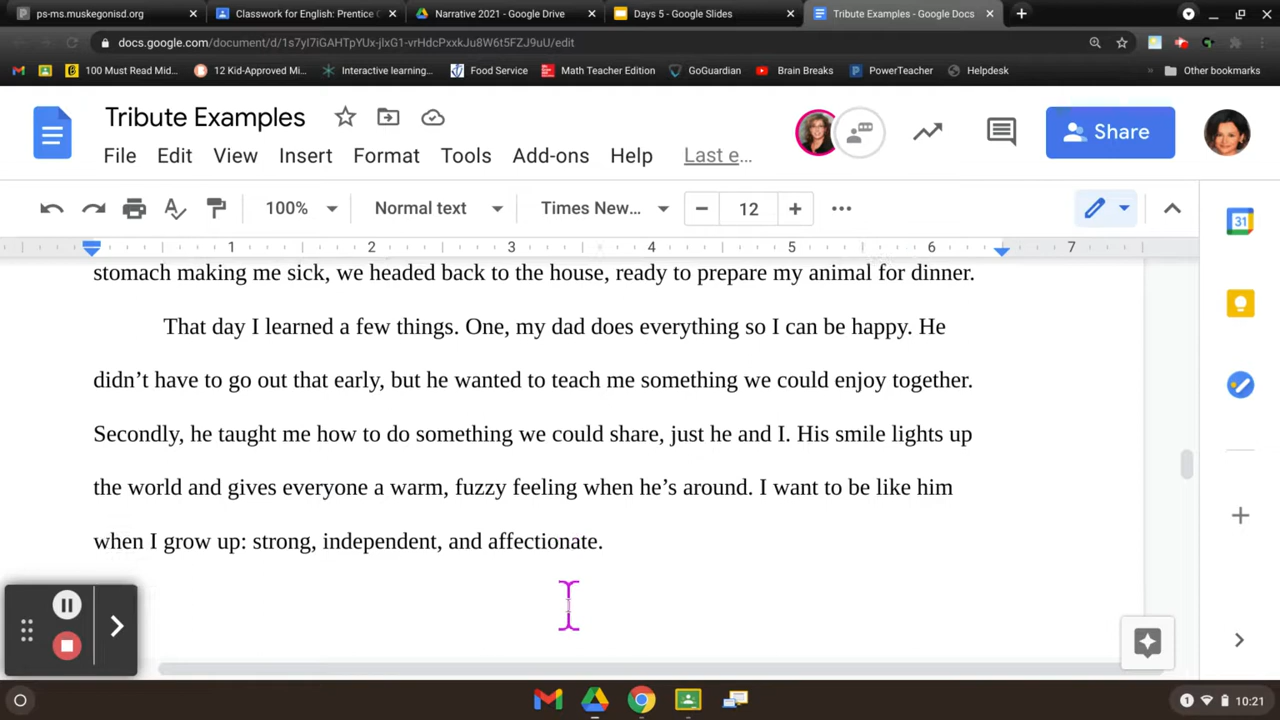 ps-ms.muskegonisd.org
Classwork for English: Prentice
Narrative 2021 - Google Drive
Days 5 - Google Slides
Tribute Examples - Google Docs
docs.google.com/document/d/1s7yI7iGAHTpYUx-jlxG1-vrHdcPxxkJu8W6t5FZJ9uU/edit
100 Must Read Mid...
12 Kid-Approved Mi...
Interactive learning...
Food Service
Math Teacher Edition
GoGuardian
Brain Breaks
PowerTeacher
Helpdesk
Other bookmarks
Tribute Examples
Share
File Edit View Insert Format Tools Add-ons Help Last e...
100% Normal text Times New... 12
1 2 3 4 5 6 7
31
stomach making me sick, we headed back to the house, ready to prepare my animal for dinner.
That day I learned a few things. One, my dad does everything so I can be happy. He
didn’t have to go out that early, but he wanted to teach me something we could enjoy together.
Secondly, he taught me how to do something we could share, just he and I. His smile lights up
the world and gives everyone a warm, fuzzy feeling when he’s around. I want to be like him
when I grow up: strong, independent, and affectionate.
1 10:21